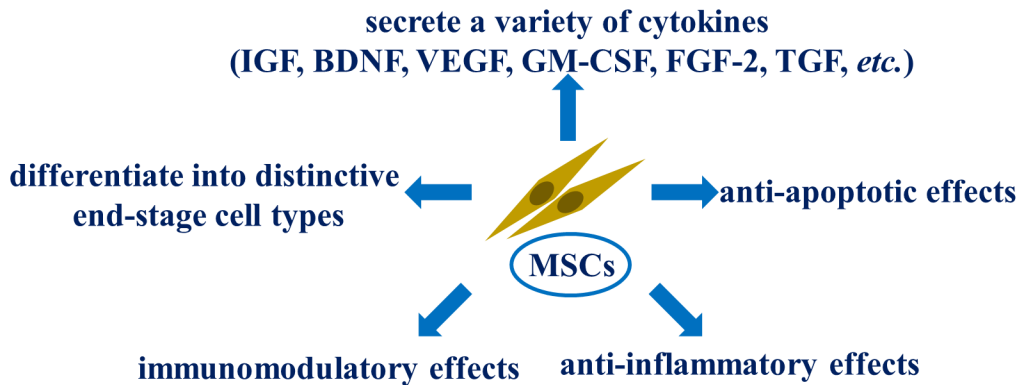 secrete a variety of cytokines
(IGF, BDNF, VEGF, GM-CSF, FGF-2, TGF, etc.)
differentiate into distinctive
end-stage cell types
anti-apoptotic effects
MSCs
immunomodulatory effects
anti-inflammatory effects